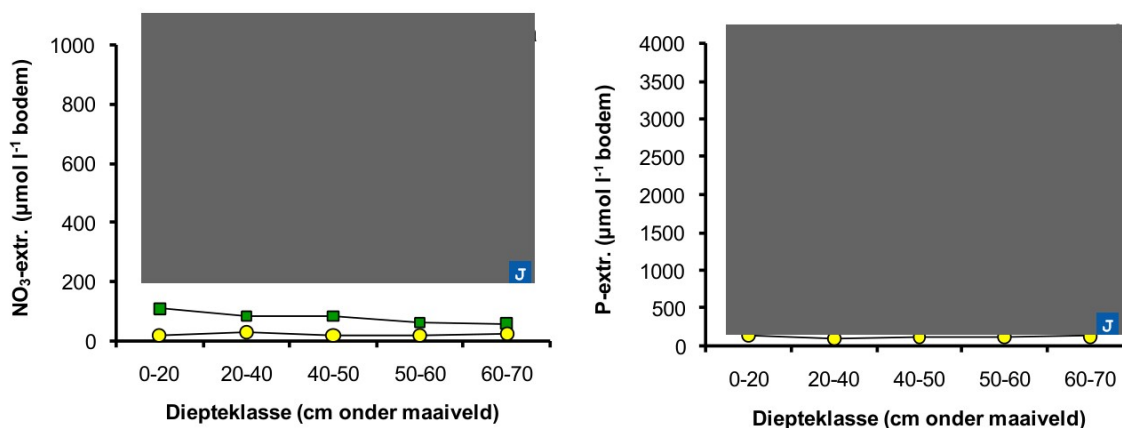 NO₃-extr. (µmol l⁻¹ bodem)
1000
800
600
400
200
0
0-20 20-40 40-50 50-60 60-70
Diepteklasse (cm onder maaiveld)
J
P-extr. (µmol l⁻¹ bodem)
4000
3500
3000
2500
2000
1500
1000
500
0
0-20 20-40 40-50 50-60 60-70
Diepteklasse (cm onder maaiveld)
J